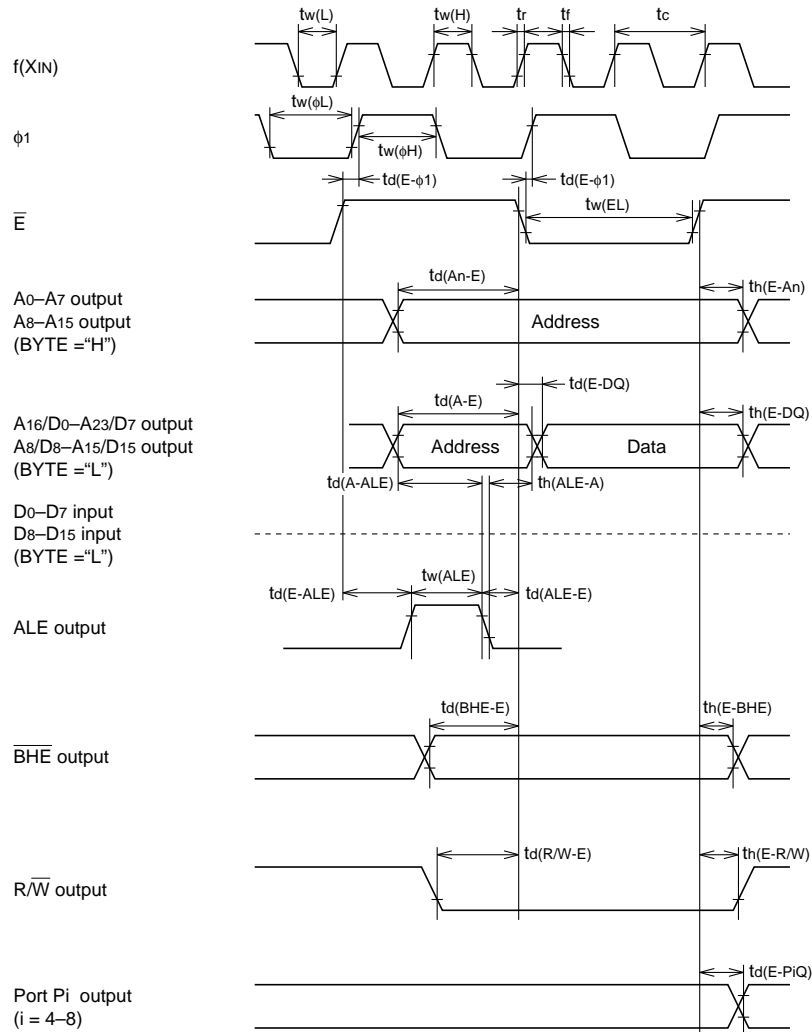 tw(L) tw(H) tr tf tc
f(XIN)
tw(ϕL)
ϕ1
tw(ϕH)
td(E-ϕ1) td(E-ϕ1)
tw(EL)
E
td(An-E) th(E-An)
A0–A7 output
A8–A15 output
(BYTE =“H”)
Address
td(E-DQ)
td(A-E) th(E-DQ)
A16/D0–A23/D7 output
A8/D8–A15/D15 output
(BYTE =“L”)
Address Data
td(A-ALE) th(ALE-A)
D0–D7 input
D8–D15 input
(BYTE =“L”)
tw(ALE)
td(E-ALE) td(ALE-E)
ALE output
td(BHE-E) th(E-BHE)
BHE output
td(R/W-E) th(E-R/W)
R/W output
td(E-PiQ)
Port Pi output
(i = 4–8)